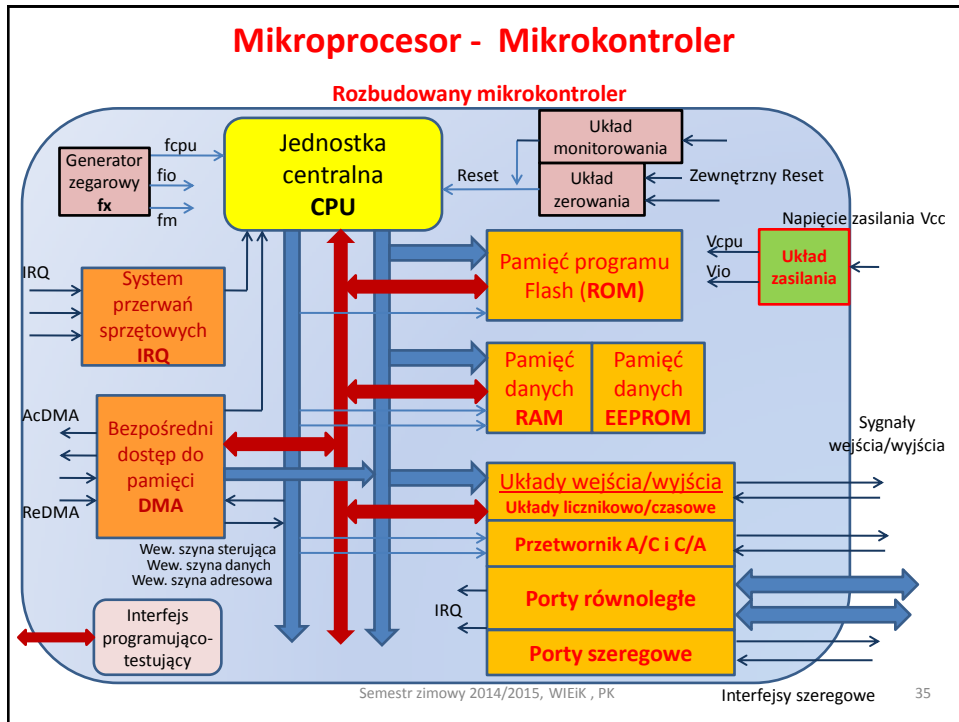 Mikroprocesor - Mikrokontroler
Rozbudowany mikrokontroler
Generator
zegarowy
fx
fcpu
fio
fm
Jednostka
centralna
CPU
Reset
Układ
monitorowania
Układ
zerowania
Zewnętrzny Reset
Napięcie zasilania Vcc
Vcpu
Vio
Układ
zasilania
IRQ
System
przerwań
sprzętowych
IRQ
Pamięć programu
Flash (ROM)
Pamięć
danych
RAM
Pamięć
danych
EEPROM
AcDMA
ReDMA
Bezpośredni
dostęp do
pamięci
DMA
Sygnały
wejścia/wyjścia
Układy wejścia/wyjścia
Układy licznikowo/czasowe
Przetwornik A/C i C/A
Porty równoległe
Porty szeregowe
IRQ
Wew. szyna sterująca
Wew. szyna danych
Wew. szyna adresowa
Interfejs
programująco-
testujący
Semestr zimowy 2014/2015, WIEiK , PK
Interfejsy szeregowe
35